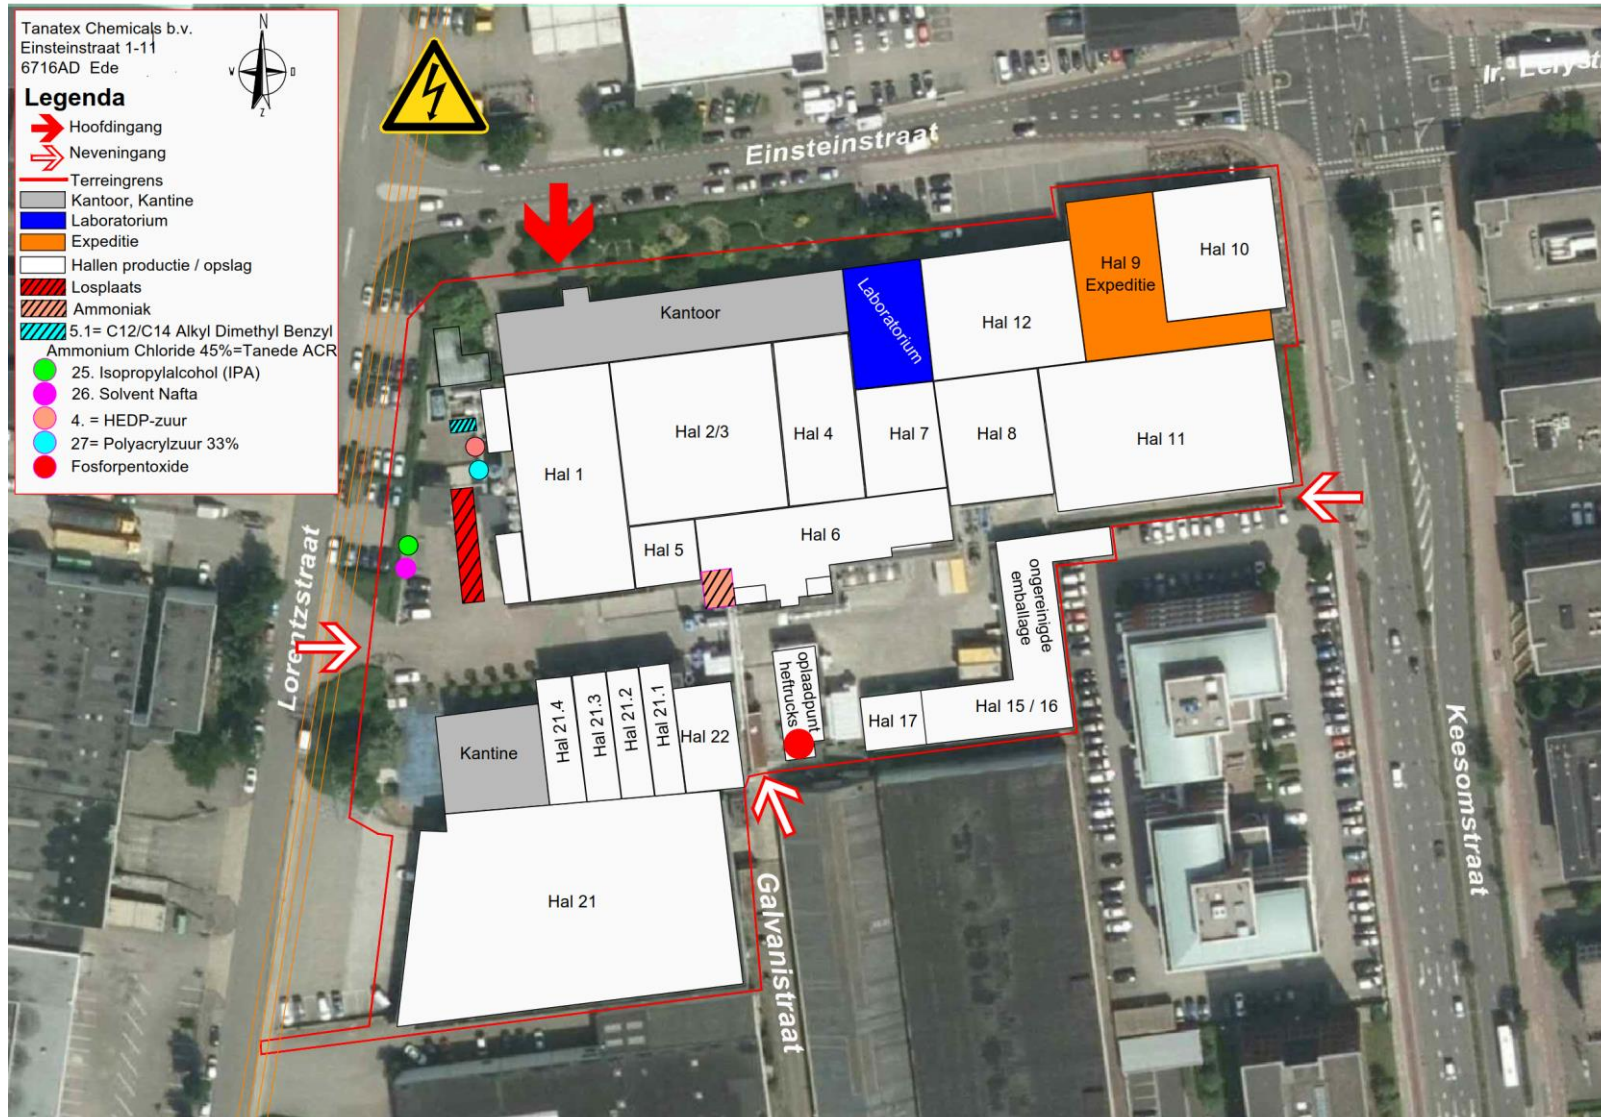 Tanatex Chemicals b.v.
Einsteinstraat 1-11
6716AD Ede
N
W
O
Z
Legenda
Hoofdingang
Neveningang
Terreingrens
Kantoor, Kantine
Laboratorium
Expeditie
Hallen productie / opslag
Losplaats
Ammoniak
5.1= C12/C14 Alkyl Dimethyl Benzyl
Ammonium Chloride 45%=Tanede ACR
25. Isopropylalcohol (IPA)
26. Solvent Nafta
4. = HEDP-zuur
27= Polyacrylzuur 33%
Fosforpentoxide
Einsteinstraat
Ir.
Kantoor
Laboratorium
Hal 12
Hal 9
Expeditie
Hal 10
Hal 1
Hal 2/3
Hal 4
Hal 7
Hal 8
Hal 11
Hal 5
Hal 6
ongereinigde
emballage
Lorentzstraat
oplaadpunt
heftrucks
Hal 17
Hal 15 / 16
Kantine
Hal 21.4
Hal 21.3
Hal 21.2
Hal 21.1
Hal 22
Hal 21
Galvanistraat
Keesomstraat